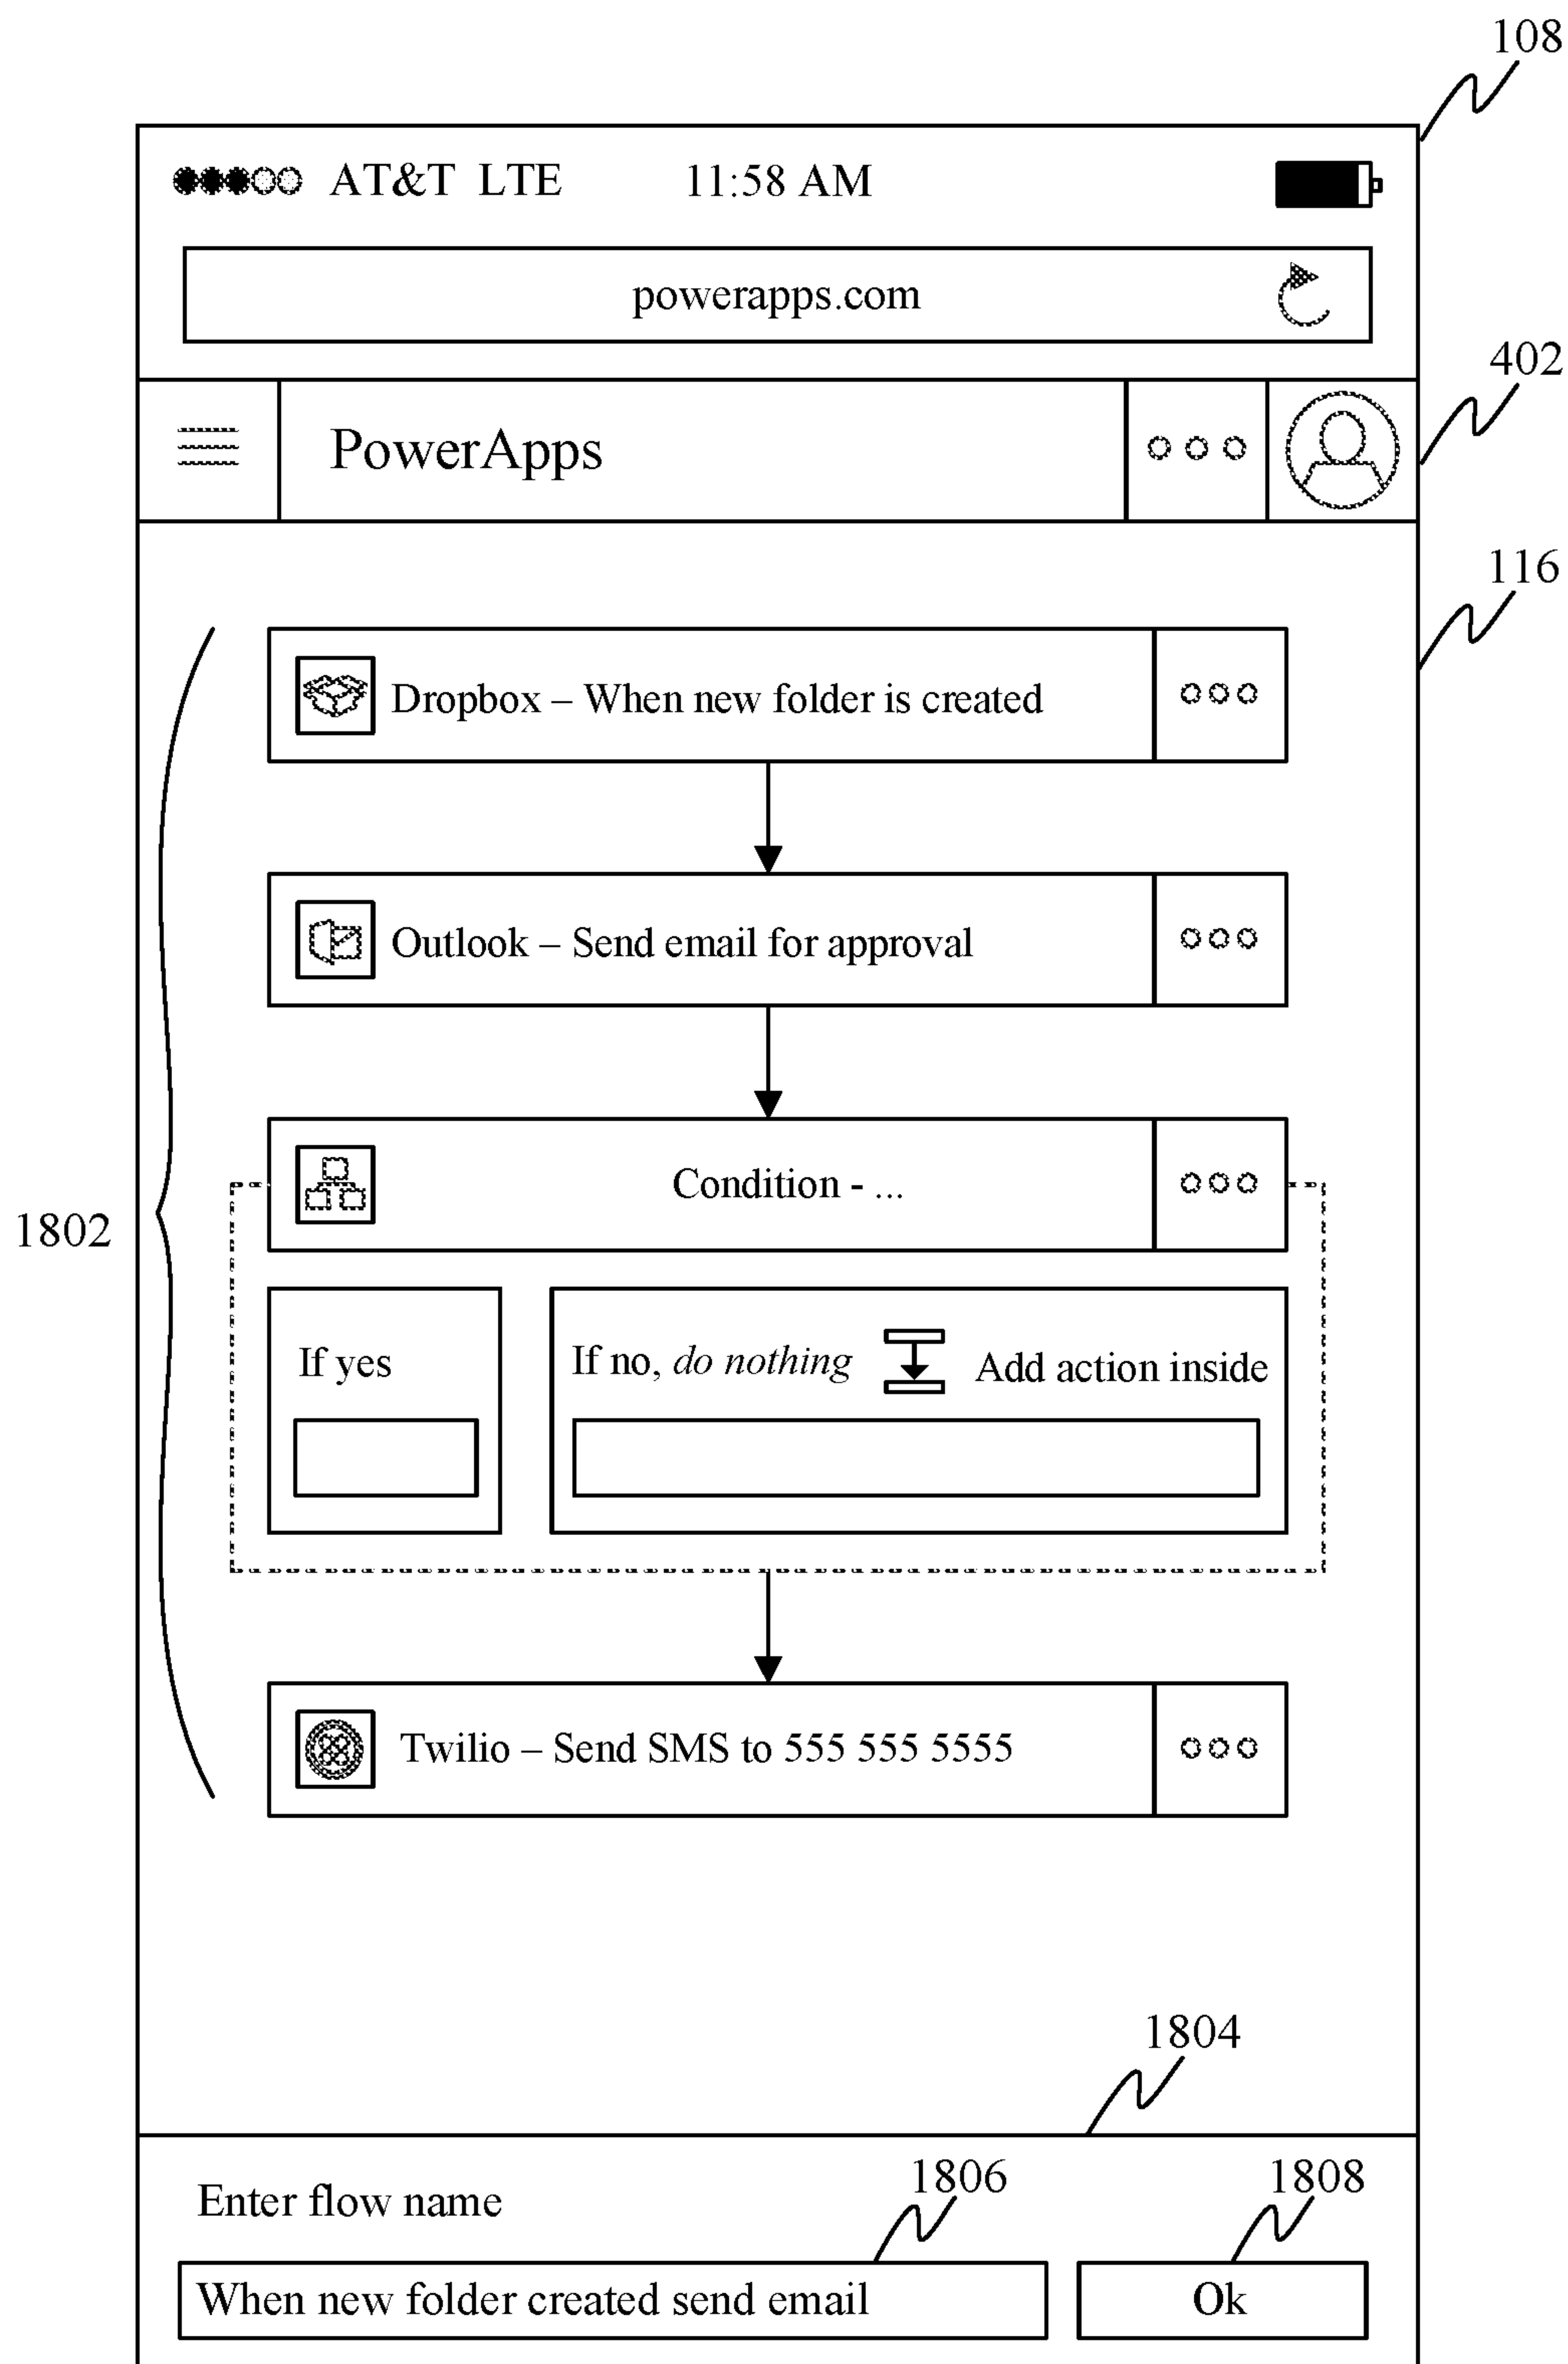 108
AT&T LTE 11:58 AM
powerapps.com
402
PowerApps
116
Dropbox – When new folder is created
Outlook – Send email for approval
Condition - ...
1802
If yes
If no, do nothing Add action inside
Twilio – Send SMS to 555 555 5555
1804
1806 1808
Enter flow name
When new folder created send email Ok